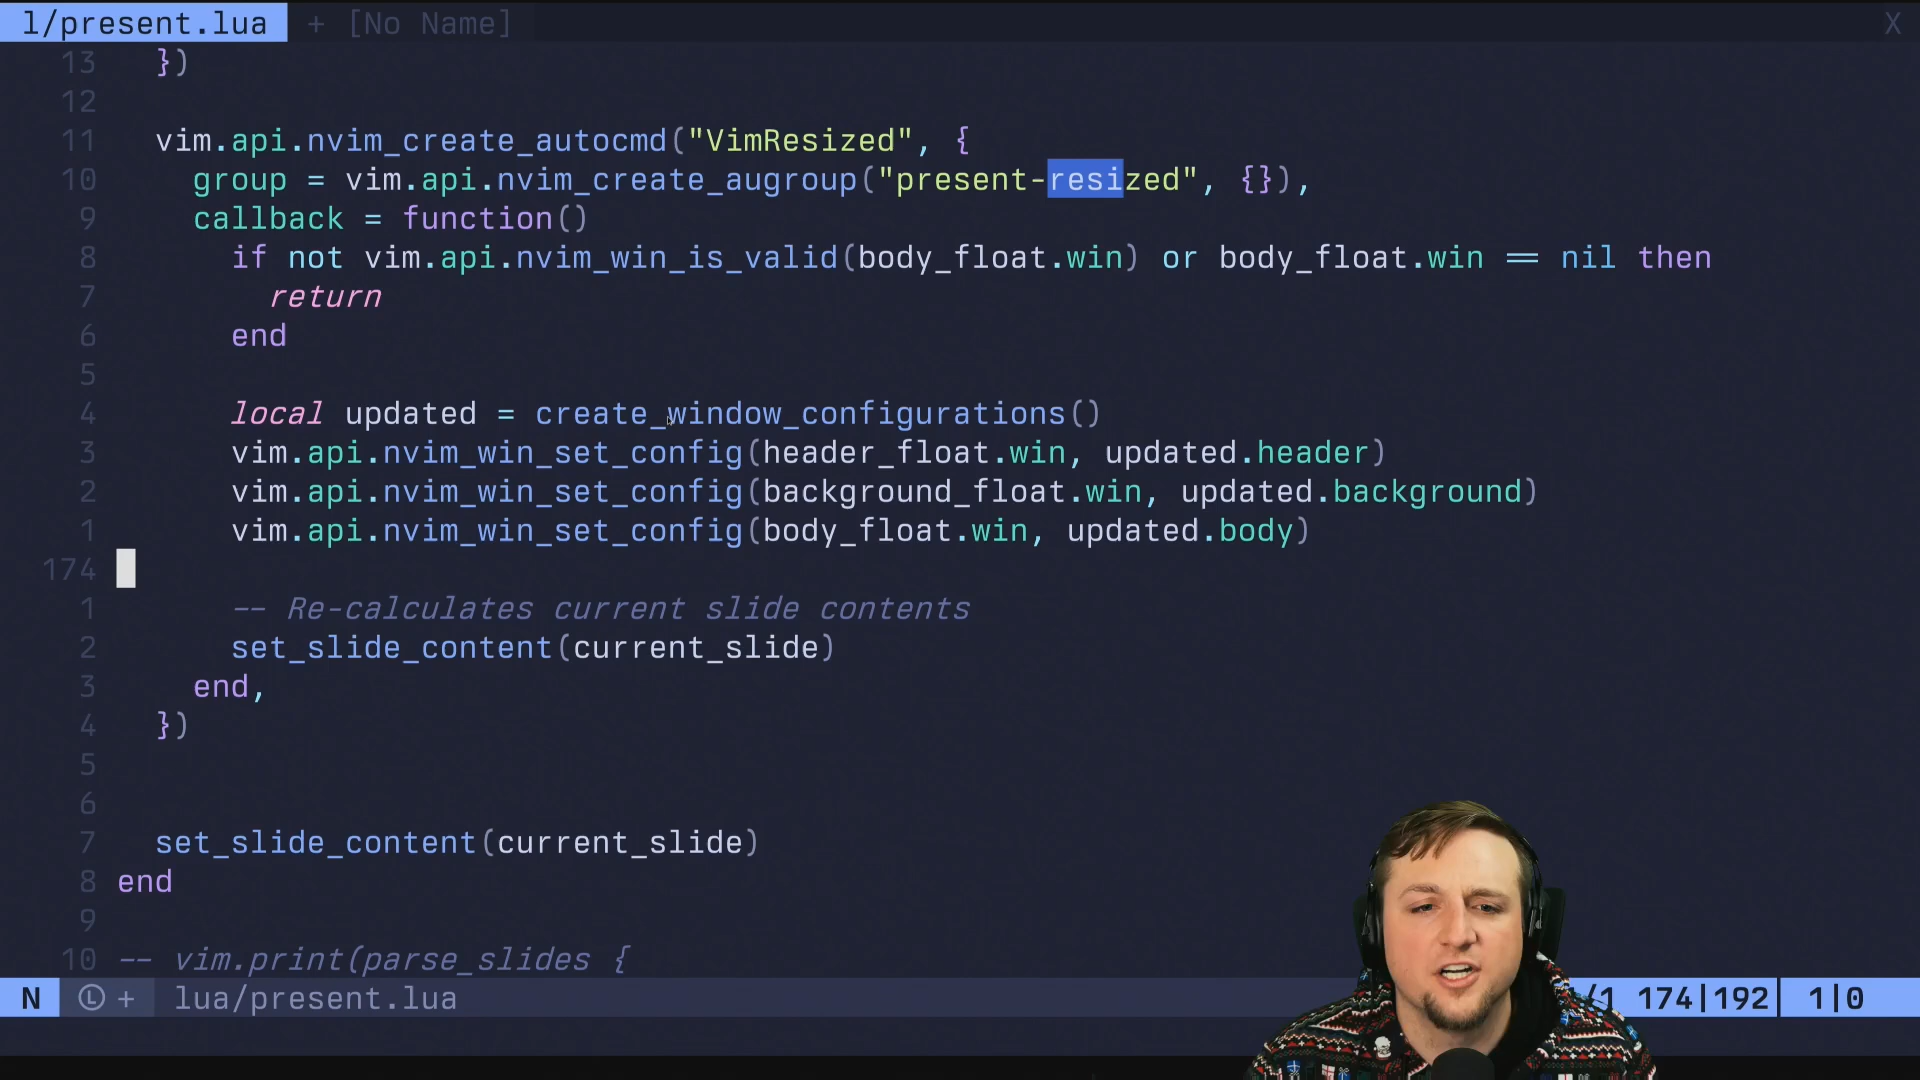 l/present.lua + [No Name] X
13 })
12
11 vim.api.nvim_create_autocmd("VimResized", {
10 group = vim.api.nvim_create_augroup("present-resized", {}),
9 callback = function()
8 if not vim.api.nvim_win_is_valid(body_float.win) or body_float.win == nil then
7 return
6 end
5
4 local updated = create_window_configurations()
3 vim.api.nvim_win_set_config(header_float.win, updated.header)
2 vim.api.nvim_win_set_config(background_float.win, updated.background)
1 vim.api.nvim_win_set_config(body_float.win, updated.body)
174
1 -- Re-calculates current slide contents
2 set_slide_content(current_slide)
3 end,
4 })
5
6
7 set_slide_content(current_slide)
8 end
9
10 -- vim.print(parse_slides {
N Ⓛ + lua/present.lua /1 174|192 1|0